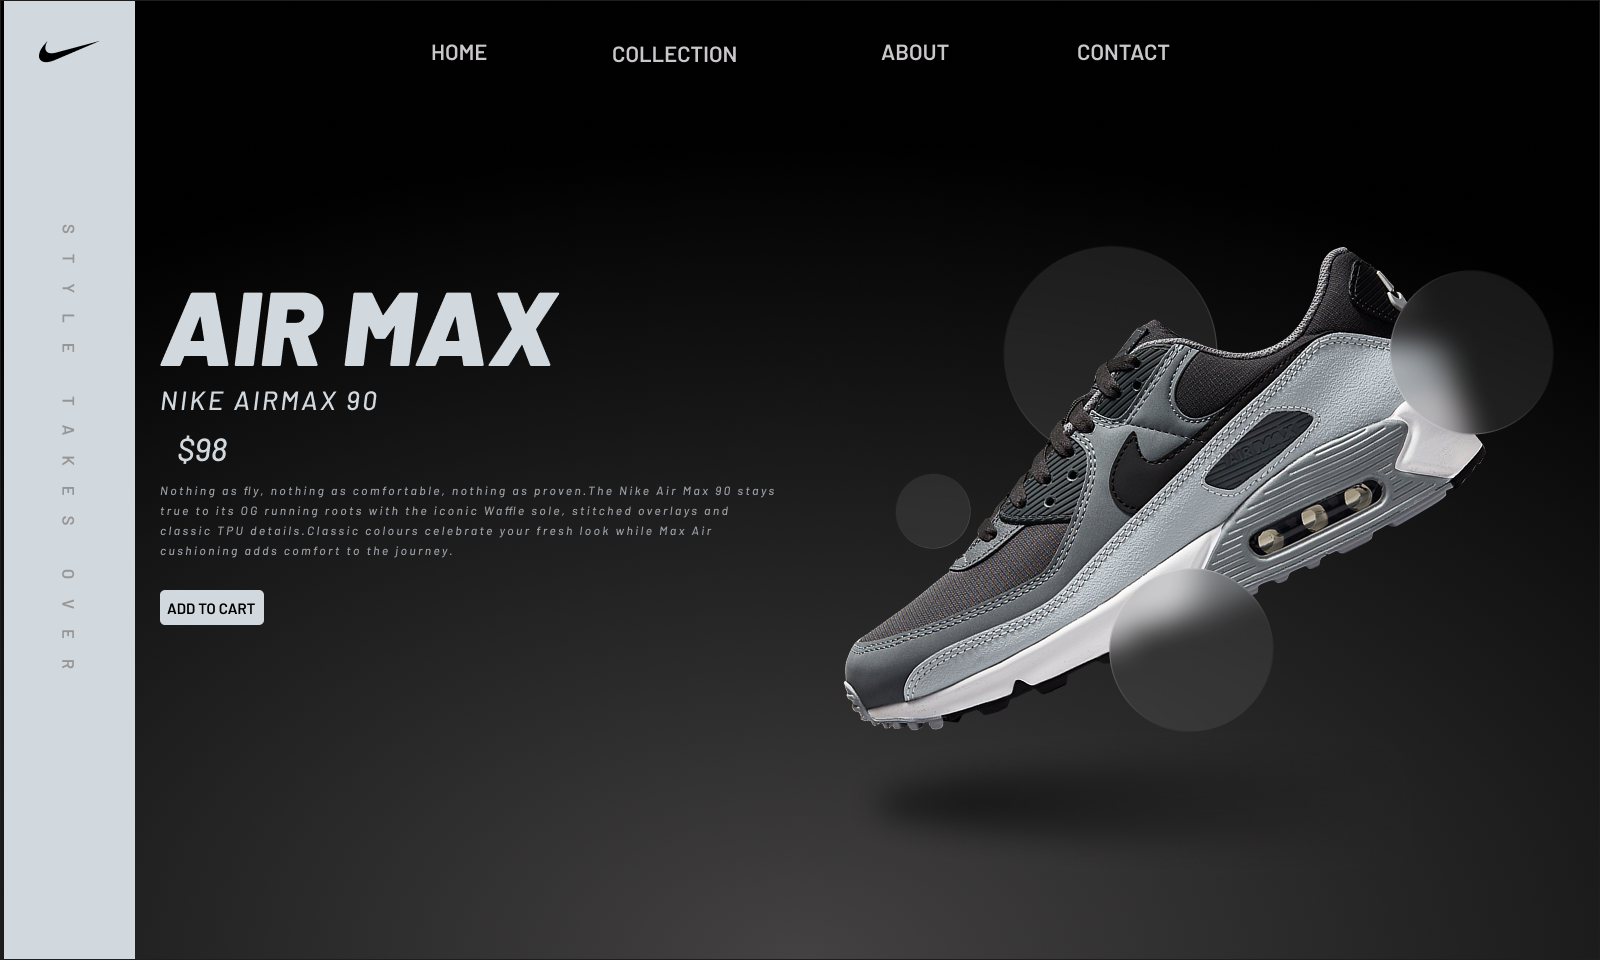 HOME
COLLECTION
ABOUT
CONTACT
STYLE TAKES OVER
AIR MAX
NIKE AIRMAX 90
$98
Nothing as fly, nothing as comfortable, nothing as proven.The Nike Air Max 90 stays
true to its OG running roots with the iconic Waffle sole, stitched overlays and
classic TPU details.Classic colours celebrate your fresh look while Max Air
cushioning adds comfort to the journey.
ADD TO CART